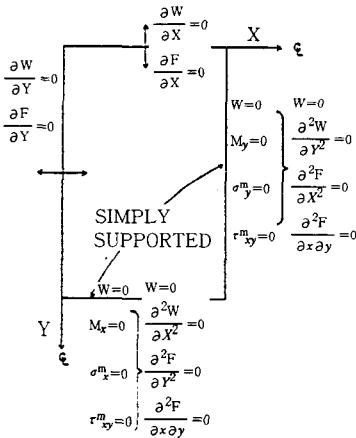 ∂W/∂X =0
∂F/∂X =0
X ℄
∂W/∂Y =0
∂F/∂Y =0
W=0 W=0
M_y=0 ∂²W/∂Y² =0
σ^m_y=0 ∂²F/∂X² =0
τ^m_xy=0 ∂²F/∂x∂y =0
SIMPLY
SUPPORTED
W=0 W=0
Y ℄
M_x=0 ∂²W/∂X² =0
σ^m_x=0 ∂²F/∂Y² =0
τ^m_xy=0 ∂²F/∂x∂y =0